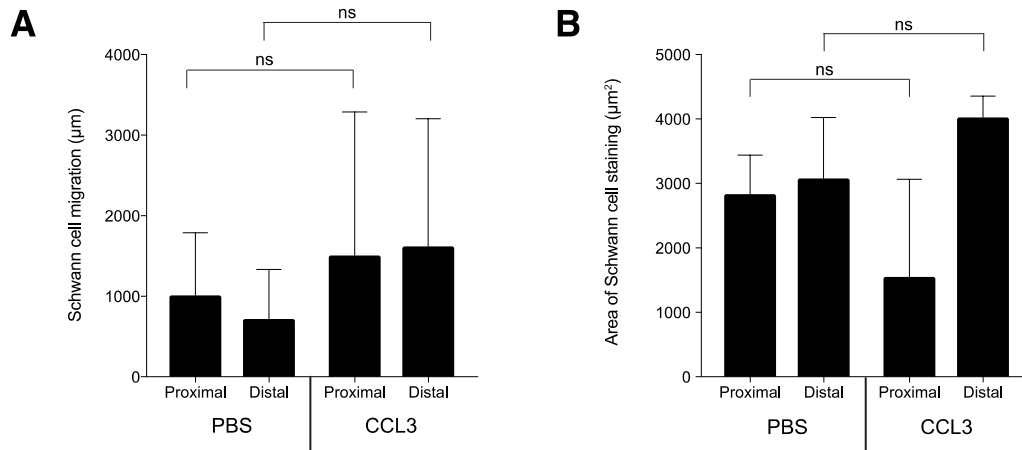 A
ns
ns
Schwann cell migration (µm)
4000
3000
2000
1000
0
Proximal Distal Proximal Distal
PBS CCL3
B
ns
ns
Area of Schwann cell staining (µm²)
5000
4000
3000
2000
1000
0
Proximal Distal Proximal Distal
PBS CCL3